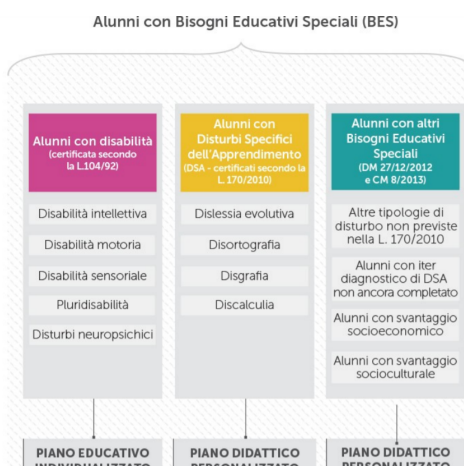 Alunni con Bisogni Educativi Speciali (BES)
Alunni con disabilità
(certificata secondo
la L.104/92)
Disabilità intellettiva
Disabilità motoria
Disabilità sensoriale
Pluridisabilità
Disturbi neuropsichici
PIANO EDUCATIVO
INDIVIDUALIZZATO
Alunni con
Disturbi Specifici
dell'Apprendimento
(DSA - certificati secondo la
L. 170/2010)
Dislessia evolutiva
Disortografia
Disgrafia
Discalculia
PIANO DIDATTICO
PERSONALIZZATO
Alunni con altri
Bisogni Educativi
Speciali
(DM 27/12/2012
e CM 8/2013)
Altre tipologie di
disturbo non previste
nella L. 170/2010
Alunni con iter
diagnostico di DSA
non ancora completato
Alunni con svantaggio
socioeconomico
Alunni con svantaggio
socioculturale
PIANO DIDATTICO
PERSONALIZZATO